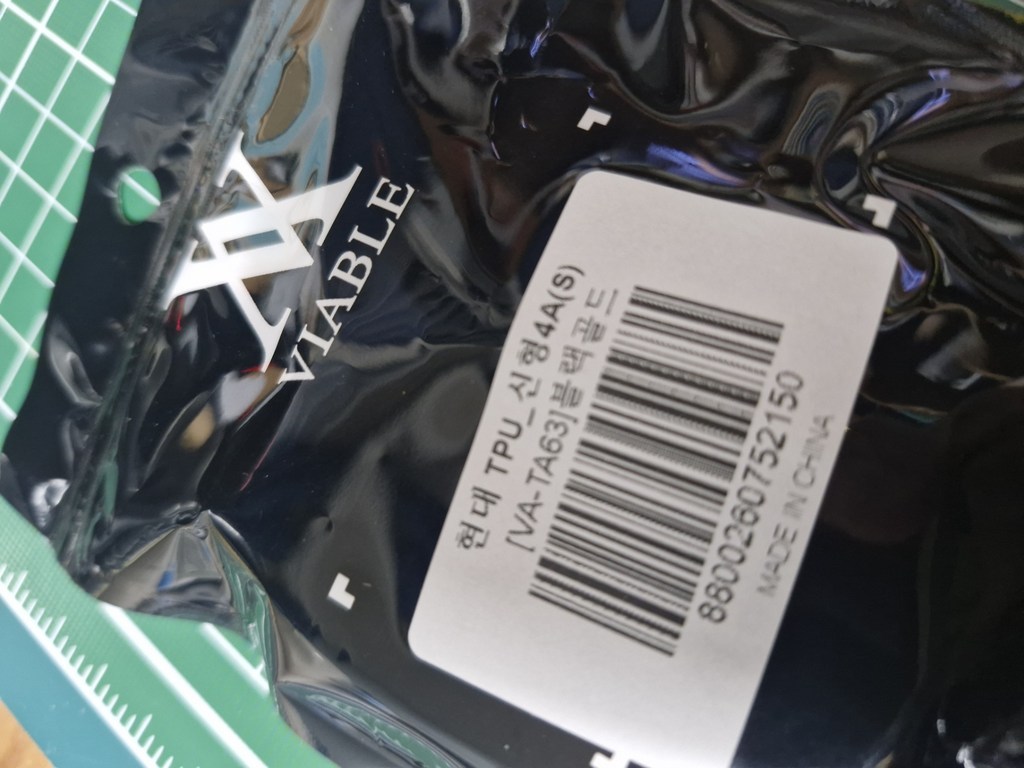 VIABLE
현대 TPU_신형4A(S)
[VA-TA63]블랙골드
8800260752150
MADE IN CHINA